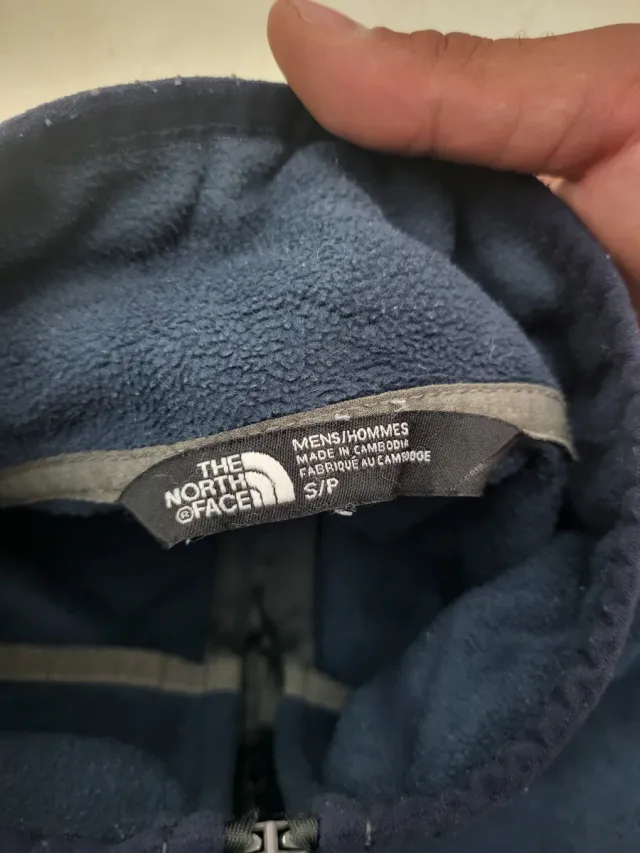 THE
NORTH
®FACE
MENS/HOMMES
MADE IN CAMBODIA
FABRIQUÉ AU CAMBODGE
S/P